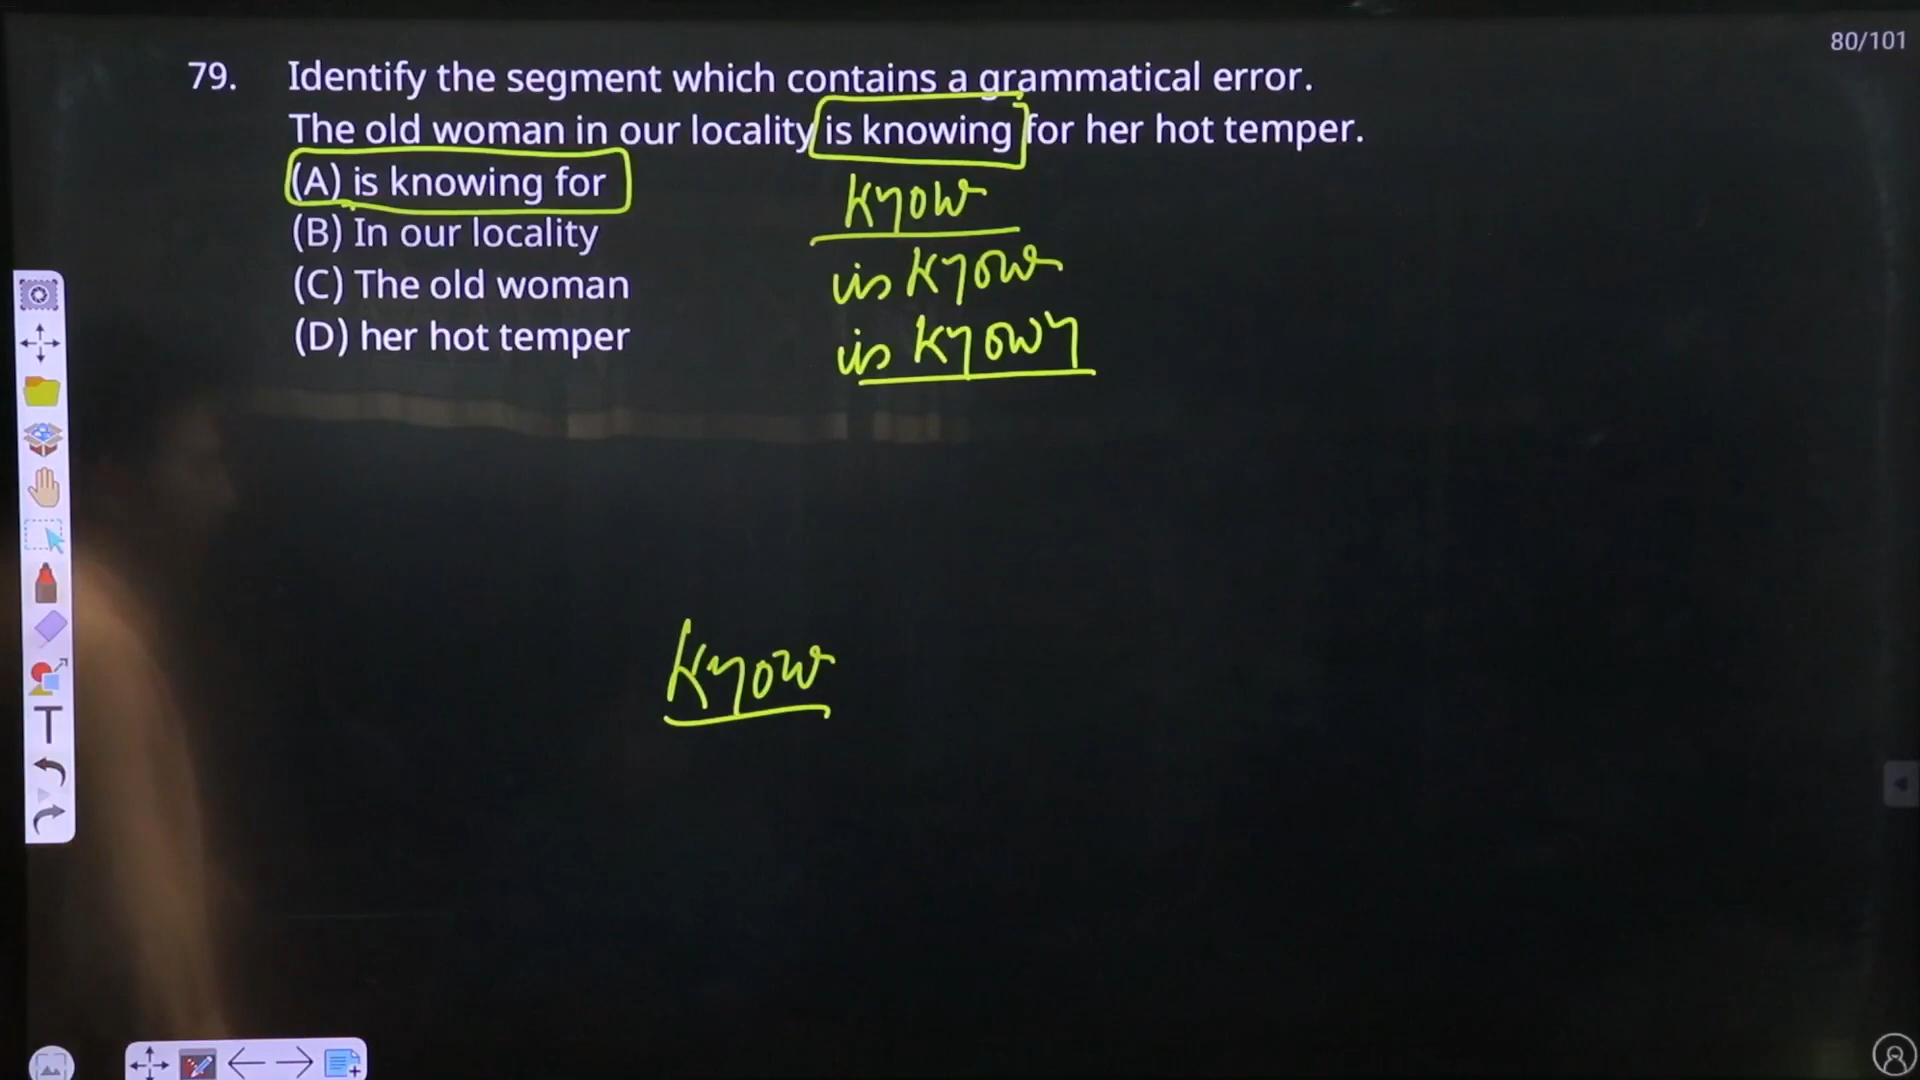 80/101
79. Identify the segment which contains a grammatical error.
The old woman in our locality is knowing for her hot temper.
(A) is knowing for
(B) In our locality
(C) The old woman
(D) her hot temper
know
is know
is known
know
T